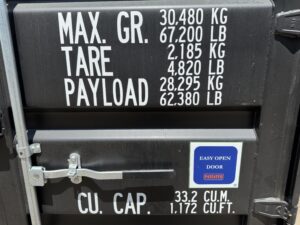 MAX. GR. 30.480 KG
67.200 LB
TARE 2.185 KG
4.820 LB
PAYLOAD 28.295 KG
62.380 LB
EASY OPEN
DOOR
CU. CAP. 33.2 CU.M.
1.172 CU.FT.